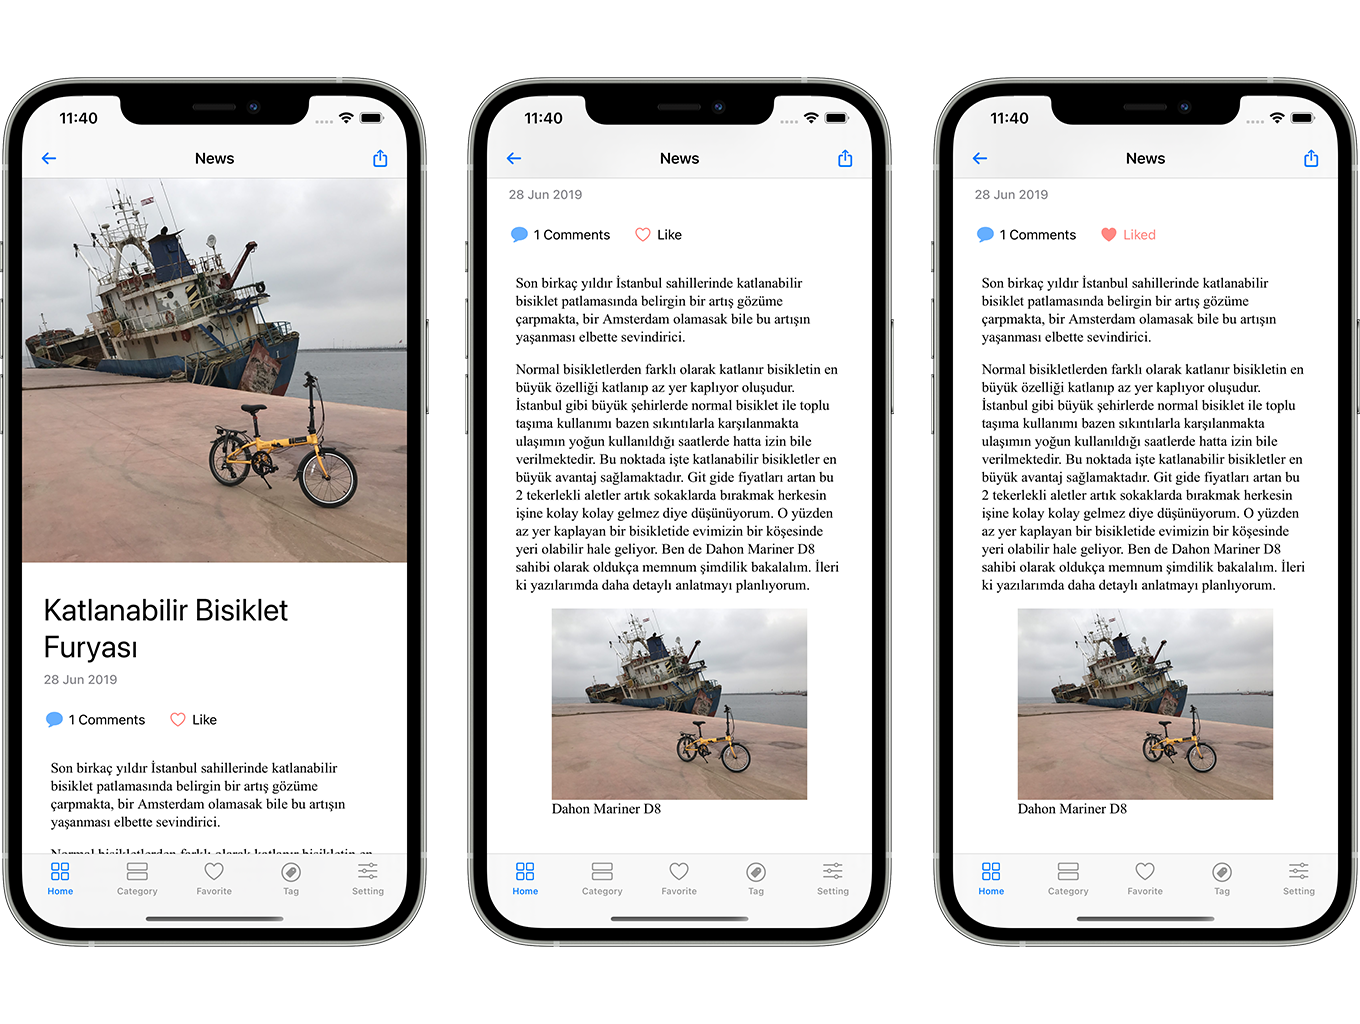 11:40
News
Katlanabilir Bisiklet
Furyası
28 Jun 2019
1 Comments Like
Son birkaç yıldır İstanbul sahillerinde katlanabilir
bisiklet patlamasında belirgin bir artış gözüme
çarpmakta, bir Amsterdam olamasak bile bu artışın
yaşanması elbette sevindirici.
Normal bisikletlerden farklı olarak katlanır bisikletin en
Home Category Favorite Tag Setting
11:40
News
28 Jun 2019
1 Comments Like
Son birkaç yıldır İstanbul sahillerinde katlanabilir
bisiklet patlamasında belirgin bir artış gözüme
çarpmakta, bir Amsterdam olamasak bile bu artışın
yaşanması elbette sevindirici.
Normal bisikletlerden farklı olarak katlanır bisikletin en
büyük özelliği katlanıp az yer kaplıyor oluşudur.
İstanbul gibi büyük şehirlerde normal bisiklet ile toplu
taşıma kullanımı bazen sıkıntılarla karşılanmakta
ulaşımın yoğun kullanıldığı saatlerde hatta izin bile
verilmektedir. Bu noktada işte katlanabilir bisikletler en
büyük avantaj sağlamaktadır. Git gide fiyatları artan bu
2 tekerlekli aletler artık sokaklarda bırakmak herkesin
işine kolay kolay gelmez diye düşünüyorum. O yüzden
az yer kaplayan bir bisikletide evimizin bir köşesinde
yeri olabilir hale geliyor. Ben de Dahon Mariner D8
sahibi olarak oldukça memnum şimdilik bakalalım. İleri
ki yazılarımda daha detaylı anlatmayı planlıyorum.
Dahon Mariner D8
Home Category Favorite Tag Setting
11:40
News
28 Jun 2019
1 Comments Liked
Son birkaç yıldır İstanbul sahillerinde katlanabilir
bisiklet patlamasında belirgin bir artış gözüme
çarpmakta, bir Amsterdam olamasak bile bu artışın
yaşanması elbette sevindirici.
Normal bisikletlerden farklı olarak katlanır bisikletin en
büyük özelliği katlanıp az yer kaplıyor oluşudur.
İstanbul gibi büyük şehirlerde normal bisiklet ile toplu
taşıma kullanımı bazen sıkıntılarla karşılanmakta
ulaşımın yoğun kullanıldığı saatlerde hatta izin bile
verilmektedir. Bu noktada işte katlanabilir bisikletler en
büyük avantaj sağlamaktadır. Git gide fiyatları artan bu
2 tekerlekli aletler artık sokaklarda bırakmak herkesin
işine kolay kolay gelmez diye düşünüyorum. O yüzden
az yer kaplayan bir bisikletide evimizin bir köşesinde
yeri olabilir hale geliyor. Ben de Dahon Mariner D8
sahibi olarak oldukça memnum şimdilik bakalalım. İleri
ki yazılarımda daha detaylı anlatmayı planlıyorum.
Dahon Mariner D8
Home Category Favorite Tag Setting